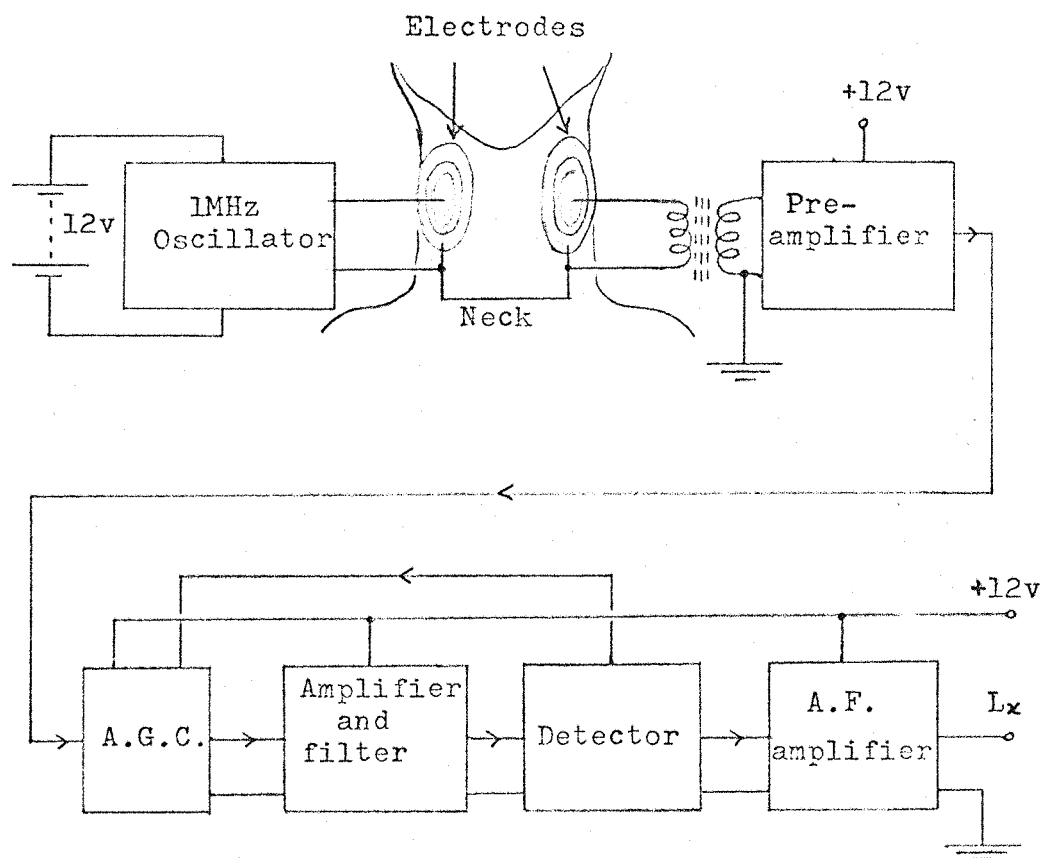 Electrodes
+12v
12v
1MHz
Oscillator
Pre-
amplifier
Neck
+12v
A.G.C.
Amplifier
and
filter
Detector
A.F.
amplifier
Lx